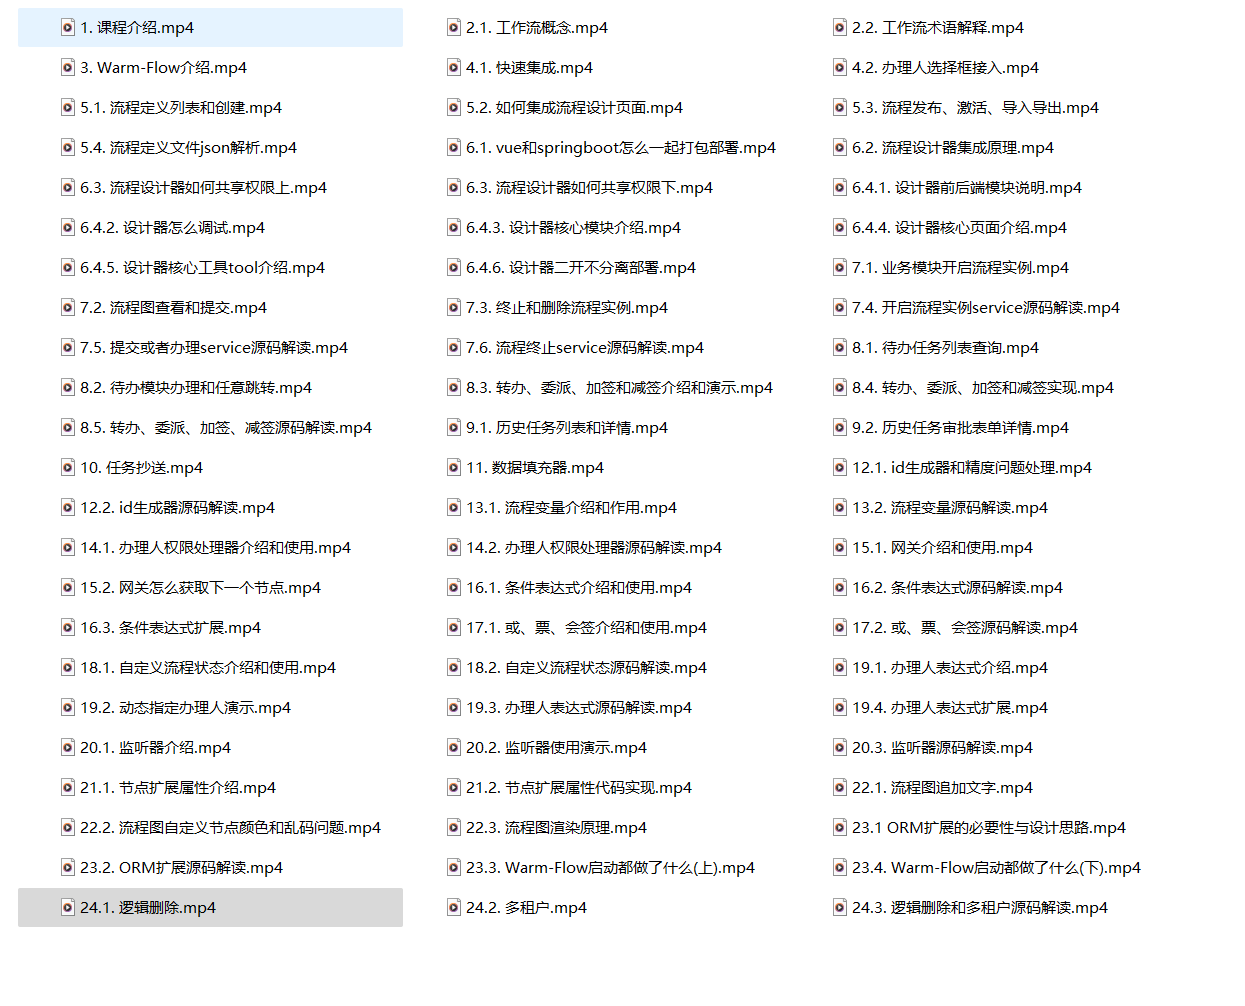 1. 课程介绍.mp4
2.1. 工作流概念.mp4
2.2. 工作流术语解释.mp4
3. Warm-Flow介绍.mp4
4.1. 快速集成.mp4
4.2. 办理人选择框接入.mp4
5.1. 流程定义列表和创建.mp4
5.2. 如何集成流程设计页面.mp4
5.3. 流程发布、激活、导入导出.mp4
5.4. 流程定义文件json解析.mp4
6.1. vue和springboot怎么一起打包部署.mp4
6.2. 流程设计器集成原理.mp4
6.3. 流程设计器如何共享权限上.mp4
6.3. 流程设计器如何共享权限下.mp4
6.4.1. 设计器前后端模块说明.mp4
6.4.2. 设计器怎么调试.mp4
6.4.3. 设计器核心模块介绍.mp4
6.4.4. 设计器核心页面介绍.mp4
6.4.5. 设计器核心工具tool介绍.mp4
6.4.6. 设计器二开不分离部署.mp4
7.1. 业务模块开启流程实例.mp4
7.2. 流程图查看和提交.mp4
7.3. 终止和删除流程实例.mp4
7.4. 开启流程实例service源码解读.mp4
7.5. 提交或者办理service源码解读.mp4
7.6. 流程终止service源码解读.mp4
8.1. 待办任务列表查询.mp4
8.2. 待办模块办理和任意跳转.mp4
8.3. 转办、委派、加签和减签介绍和演示.mp4
8.4. 转办、委派、加签和减签实现.mp4
8.5. 转办、委派、加签、减签源码解读.mp4
9.1. 历史任务列表和详情.mp4
9.2. 历史任务审批表单详情.mp4
10. 任务抄送.mp4
11. 数据填充器.mp4
12.1. id生成器和精度问题处理.mp4
12.2. id生成器源码解读.mp4
13.1. 流程变量介绍和作用.mp4
13.2. 流程变量源码解读.mp4
14.1. 办理人权限处理器介绍和使用.mp4
14.2. 办理人权限处理器源码解读.mp4
15.1. 网关介绍和使用.mp4
15.2. 网关怎么获取下一个节点.mp4
16.1. 条件表达式介绍和使用.mp4
16.2. 条件表达式源码解读.mp4
16.3. 条件表达式扩展.mp4
17.1. 或、票、会签介绍和使用.mp4
17.2. 或、票、会签源码解读.mp4
18.1. 自定义流程状态介绍和使用.mp4
18.2. 自定义流程状态源码解读.mp4
19.1. 办理人表达式介绍.mp4
19.2. 动态指定办理人演示.mp4
19.3. 办理人表达式源码解读.mp4
19.4. 办理人表达式扩展.mp4
20.1. 监听器介绍.mp4
20.2. 监听器使用演示.mp4
20.3. 监听器源码解读.mp4
21.1. 节点扩展属性介绍.mp4
21.2. 节点扩展属性代码实现.mp4
22.1. 流程图追加文字.mp4
22.2. 流程图自定义节点颜色和乱码问题.mp4
22.3. 流程图渲染原理.mp4
23.1 ORM扩展的必要性与设计思路.mp4
23.2. ORM扩展源码解读.mp4
23.3. Warm-Flow启动都做了什么(上).mp4
23.4. Warm-Flow启动都做了什么(下).mp4
24.1. 逻辑删除.mp4
24.2. 多租户.mp4
24.3. 逻辑删除和多租户源码解读.mp4